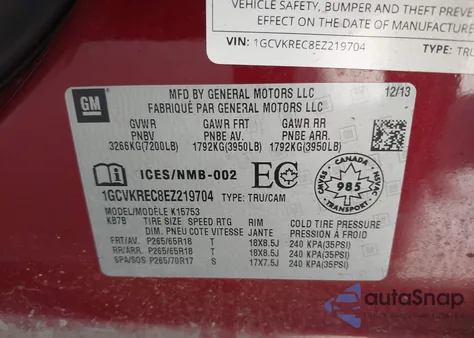 VEHICLE SAFETY, BUMPER AND THEFT
EFFECT ON THE DATE OF MANUFACTURE
VIN: 1GCVKREC8EZ219704 TYPE: TRU
GM
MFD BY GENERAL MOTORS LLC 12/13
FABRIQUÉ PAR GENERAL MOTORS LLC
GVWR GAWR FRT GAWR RR
PNBV PNBE AV. PNBE ARR.
3266KG(7200LB) 1792KG(3950LB) 1792KG(3950LB)
ICES/NMB-002 EC
CANADA
985
TRANSPORT
NSVAC
1GCVKREC8EZ219704 TYPE: TRU/CAM
MODEL/MODÈLE K15753
KB7B TIRE SIZE SPEED RTG RIM COLD TIRE PRESSURE
DIM. PNEU COTE VITESSE JANTE PRESSION À FROID
FRT/AV. P265/65R18 T 18X8.5J 240 KPA(35PSI)
RR/ARR. P265/65R18 T 18X8.5J 240 KPA(35PSI)
SPA/SOS P265/70R17 S 17X7.5J 240 KPA(35PSI)
autoSnap